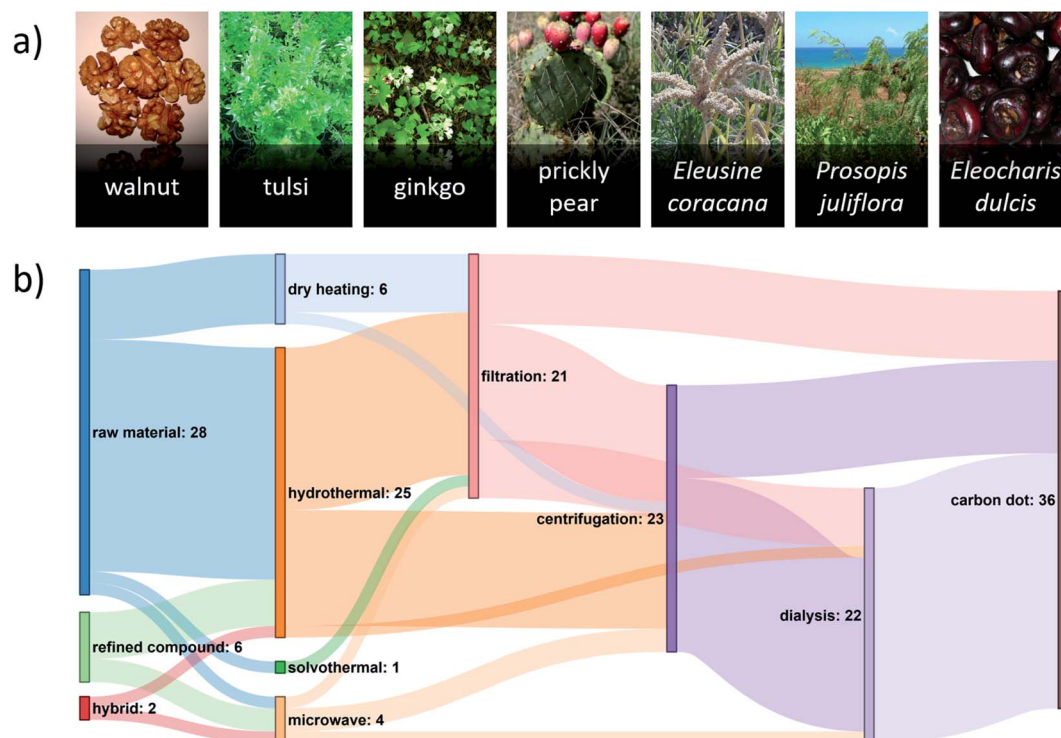 a)
walnut
tulsi
ginkgo
prickly
pear
Eleusine
coracana
Prosopis
juliflora
Eleocharis
dulcis
b)
dry heating: 6
filtration: 21
raw material: 28
hydrothermal: 25
centrifugation: 23
carbon dot: 36
dialysis: 22
refined compound: 6
solvothermal: 1
hybrid: 2
microwave: 4